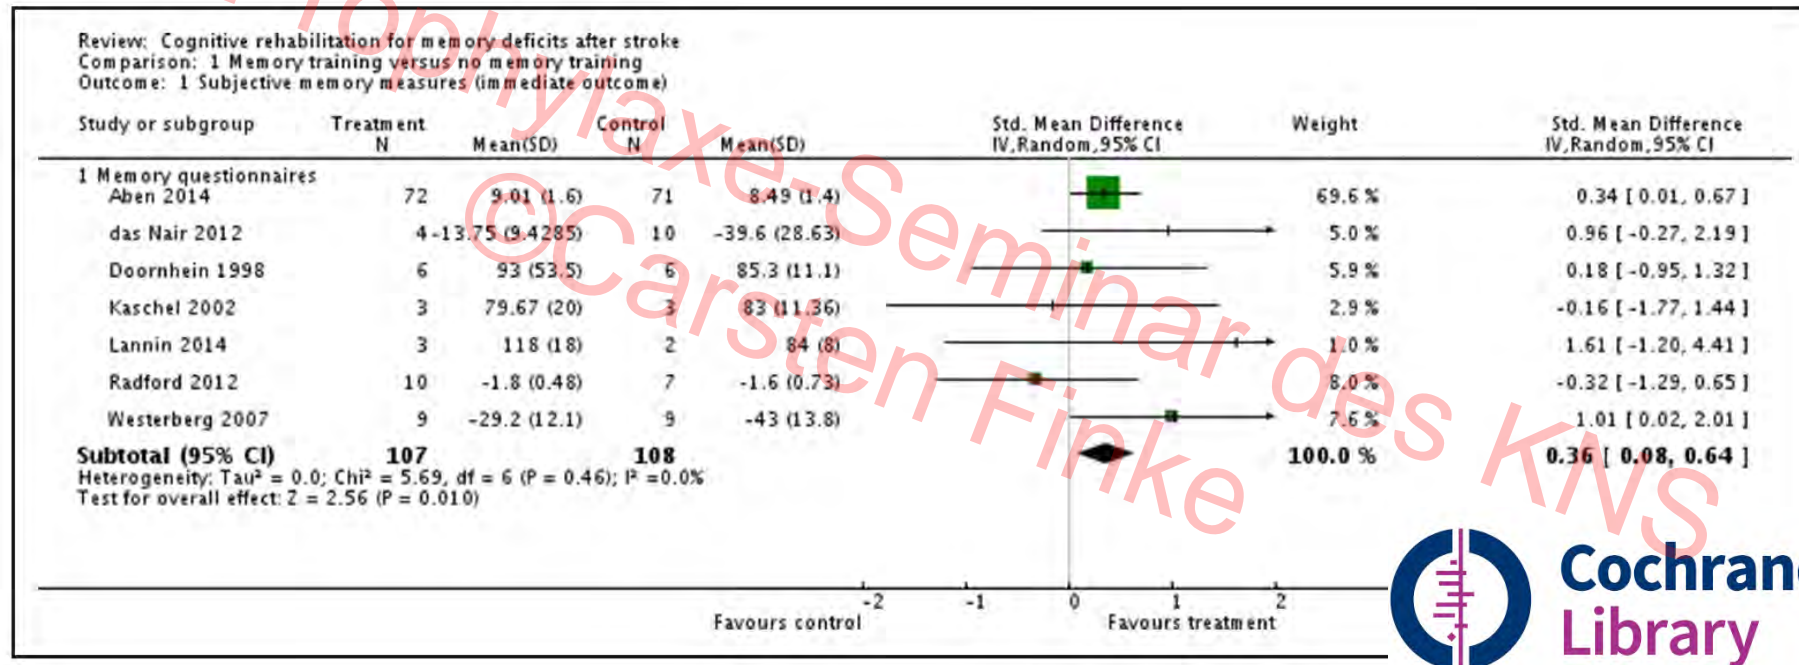 Review: Cognitive rehabilitation for memory deficits after stroke
Comparison: 1 Memory training versus no memory training
Outcome: 1 Subjective memory measures (immediate outcome)
Study or subgroup Treatment Control Std. Mean Difference Weight Std. Mean Difference
N Mean(SD) N Mean(SD) IV,Random,95% CI IV,Random,95% CI
1 Memory questionnaires
Aben 2014 72 9.01 (1.6) 71 8.49 (1.4) 69.6 % 0.34 [ 0.01, 0.67 ]
das Nair 2012 4 -13.75 (9.4285) 10 -39.6 (28.63) 5.0 % 0.96 [ -0.27, 2.19 ]
Doornhein 1998 6 93 (53.5) 6 85.3 (11.1) 5.9 % 0.18 [ -0.95, 1.32 ]
Kaschel 2002 3 79.67 (20) 3 83 (11.36) 2.9 % -0.16 [ -1.77, 1.44 ]
Lannin 2014 3 118 (18) 2 84 (8) 1.0 % 1.61 [ -1.20, 4.41 ]
Radford 2012 10 -1.8 (0.48) 7 -1.6 (0.73) 8.0 % -0.32 [ -1.29, 0.65 ]
Westerberg 2007 9 -29.2 (12.1) 9 -43 (13.8) 7.6 % 1.01 [ 0.02, 2.01 ]
Subtotal (95% CI) 107 108 100.0 % 0.36 [ 0.08, 0.64 ]
Heterogeneity: Tau² = 0.0; Chi² = 5.69, df = 6 (P = 0.46); I² =0.0%
Test for overall effect: Z = 2.56 (P = 0.010)
-2 -1 0 1 2
Favours control Favours treatment
Cochrane
Library
rophylaxe-Seminar des KNS
©Carsten Finke